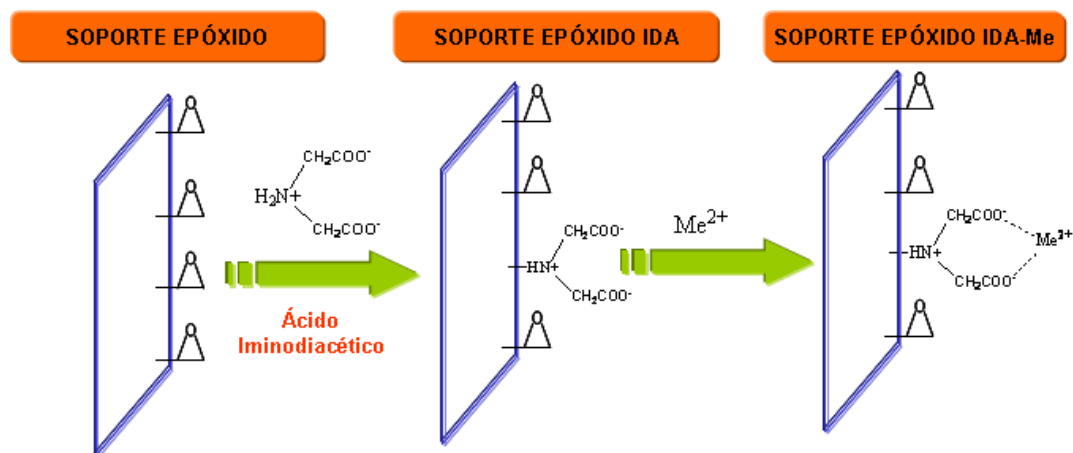 SOPORTE EPÓXIDO
SOPORTE EPÓXIDO IDA
SOPORTE EPÓXIDO IDA-Me
O
O
O
O
CH₂COO⁻
H₂N+
CH₂COO⁻
Ácido
Iminodiacético
O
O
CH₂COO⁻
HN+
CH₂COO⁻
O
Me²⁺
O
O
CH₂COO⁻
HN+
Me²⁺
CH₂COO⁻
O